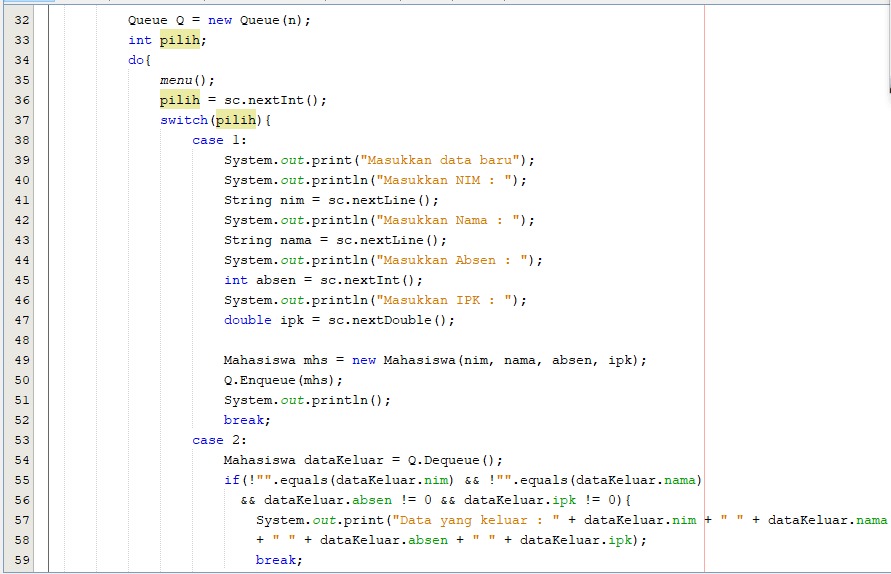 32 Queue Q = new Queue(n);
33 int pilih;
34 do{
35 menu();
36 pilih = sc.nextInt();
37 switch(pilih){
38 case 1:
39 System.out.print("Masukkan data baru");
40 System.out.println("Masukkan NIM : ");
41 String nim = sc.nextLine();
42 System.out.println("Masukkan Nama : ");
43 String nama = sc.nextLine();
44 System.out.println("Masukkan Absen : ");
45 int absen = sc.nextInt();
46 System.out.println("Masukkan IPK : ");
47 double ipk = sc.nextDouble();
48
49 Mahasiswa mhs = new Mahasiswa(nim, nama, absen, ipk);
50 Q.Enqueue(mhs);
51 System.out.println();
52 break;
53 case 2:
54 Mahasiswa dataKeluar = Q.Dequeue();
55 if(!"".equals(dataKeluar.nim) && !"".equals(dataKeluar.nama)
56 && dataKeluar.absen != 0 && dataKeluar.ipk != 0){
57 System.out.print("Data yang keluar : " + dataKeluar.nim + " " + dataKeluar.nama
58 + " " + dataKeluar.absen + " " + dataKeluar.ipk);
59 break;